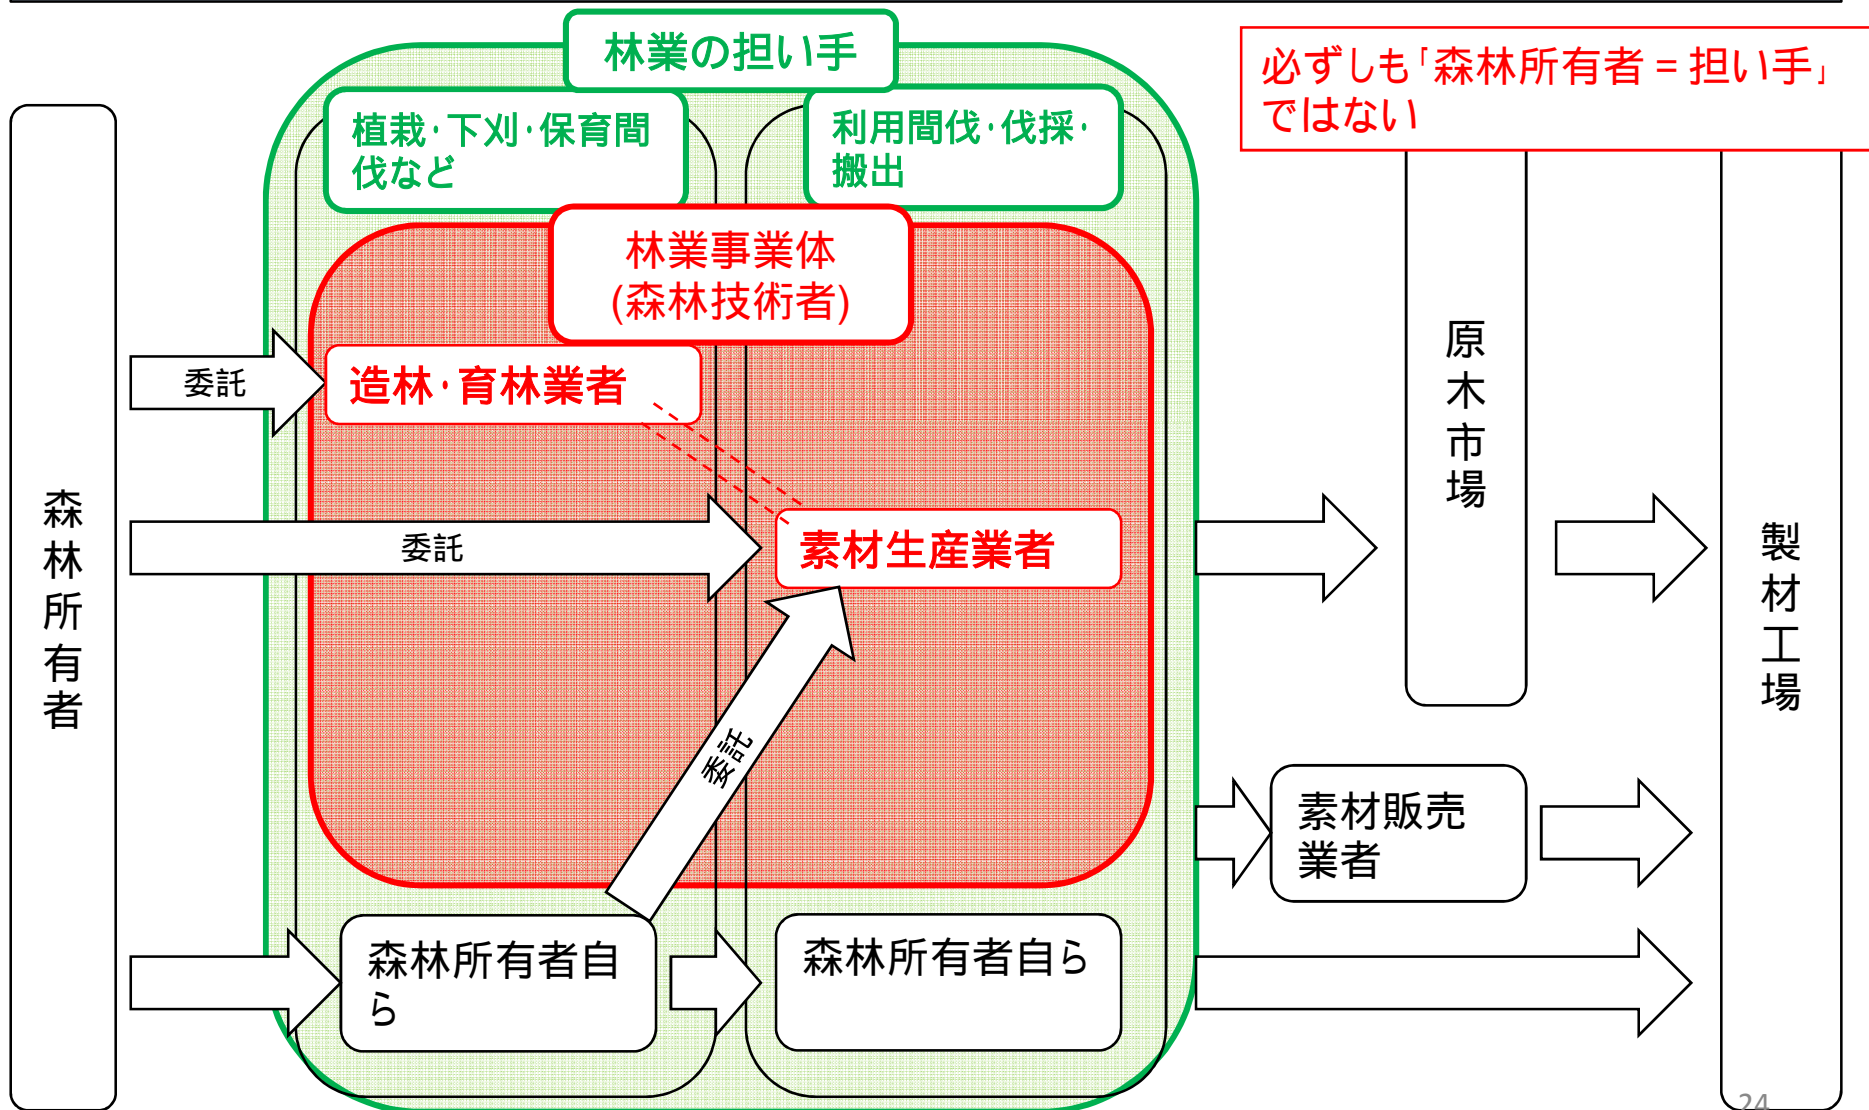 林業の担い手
必ずしも「森林所有者 = 担い手」
ではない
植栽・下刈・保育間
伐など
利用間伐・伐採・
搬出
林業事業体
(森林技術者)
委託
造林・育林業者
委託
素材生産業者
委託
森林所有者
原木市場
製材工場
素材販売
業者
森林所有者自
ら
森林所有者自ら
24